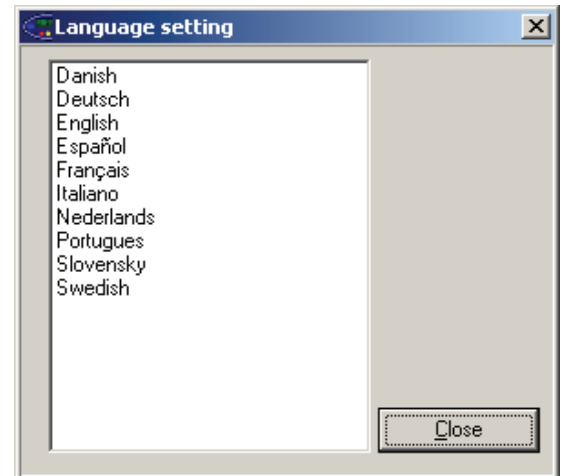 Language setting
Danish
Deutsch
English
Español
Français
Italiano
Nederlands
Portugues
Slovensky
Swedish
Close